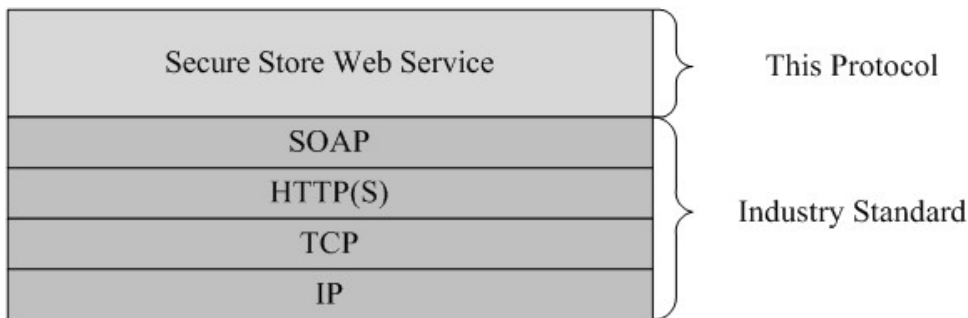 Secure Store Web Service
This Protocol
SOAP
HTTP(S)
TCP
IP
Industry Standard